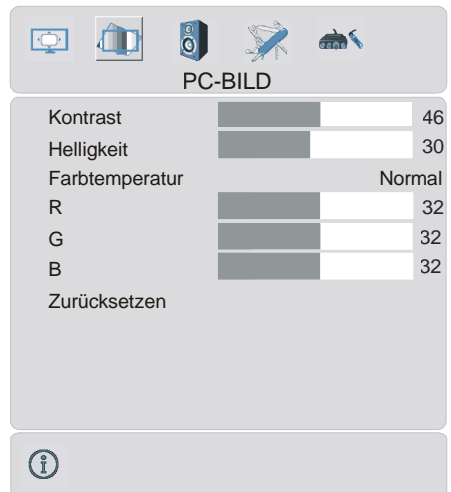 PC-BILD
Kontrast 46
Helligkeit 30
Farbtemperatur Normal
R 32
G 32
B 32
Zurücksetzen